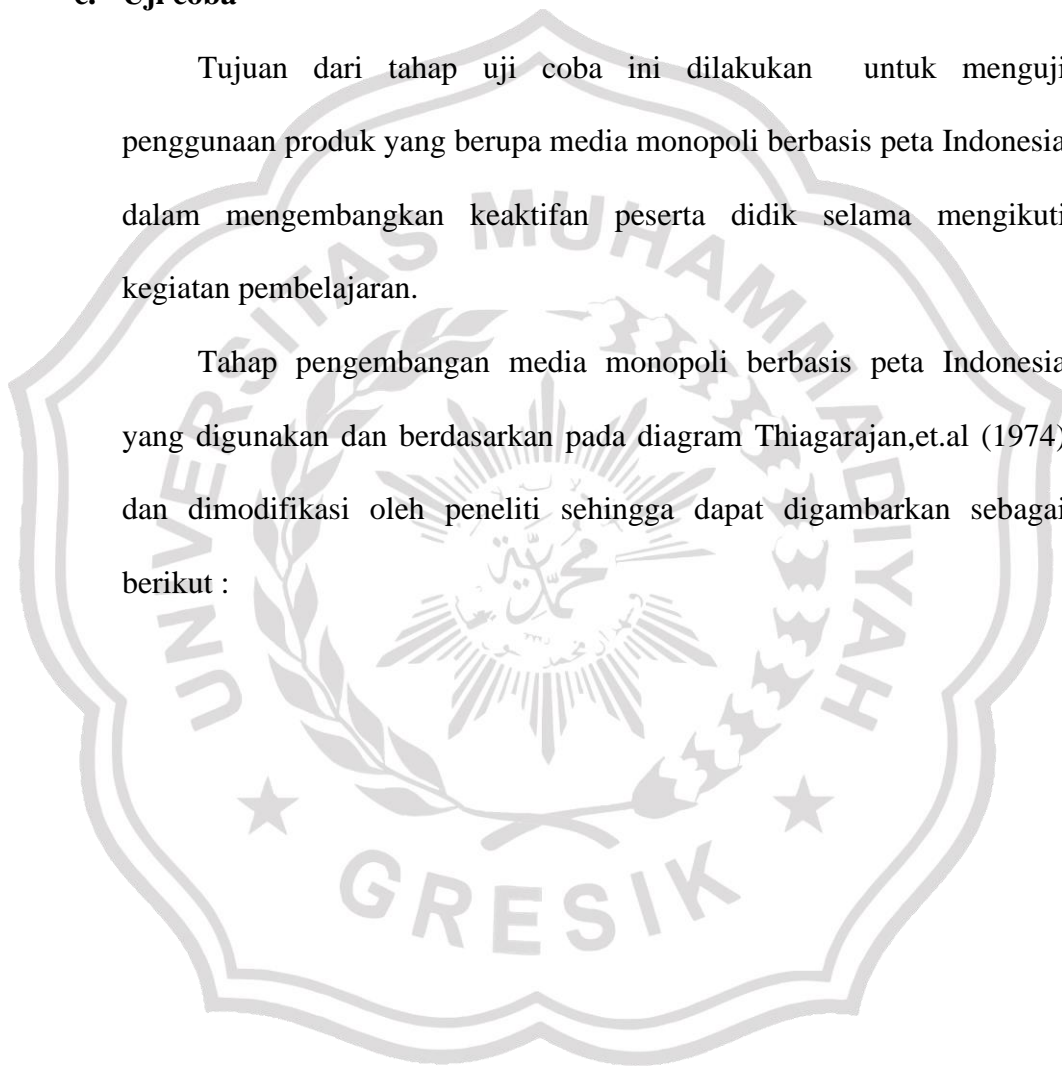 c. Uji coba
Tujuan dari tahap uji coba ini dilakukan untuk menguji
penggunaan produk yang berupa media monopoli berbasis peta Indonesia
dalam mengembangkan keaktifan peserta didik selama mengikuti
kegiatan pembelajaran.
Tahap pengembangan media monopoli berbasis peta Indonesia
yang digunakan dan berdasarkan pada diagram Thiagarajan,et.al (1974)
dan dimodifikasi oleh peneliti sehingga dapat digambarkan sebagai
berikut :
UNIVERSITAS MUHAMMADIYAH
GRESIK